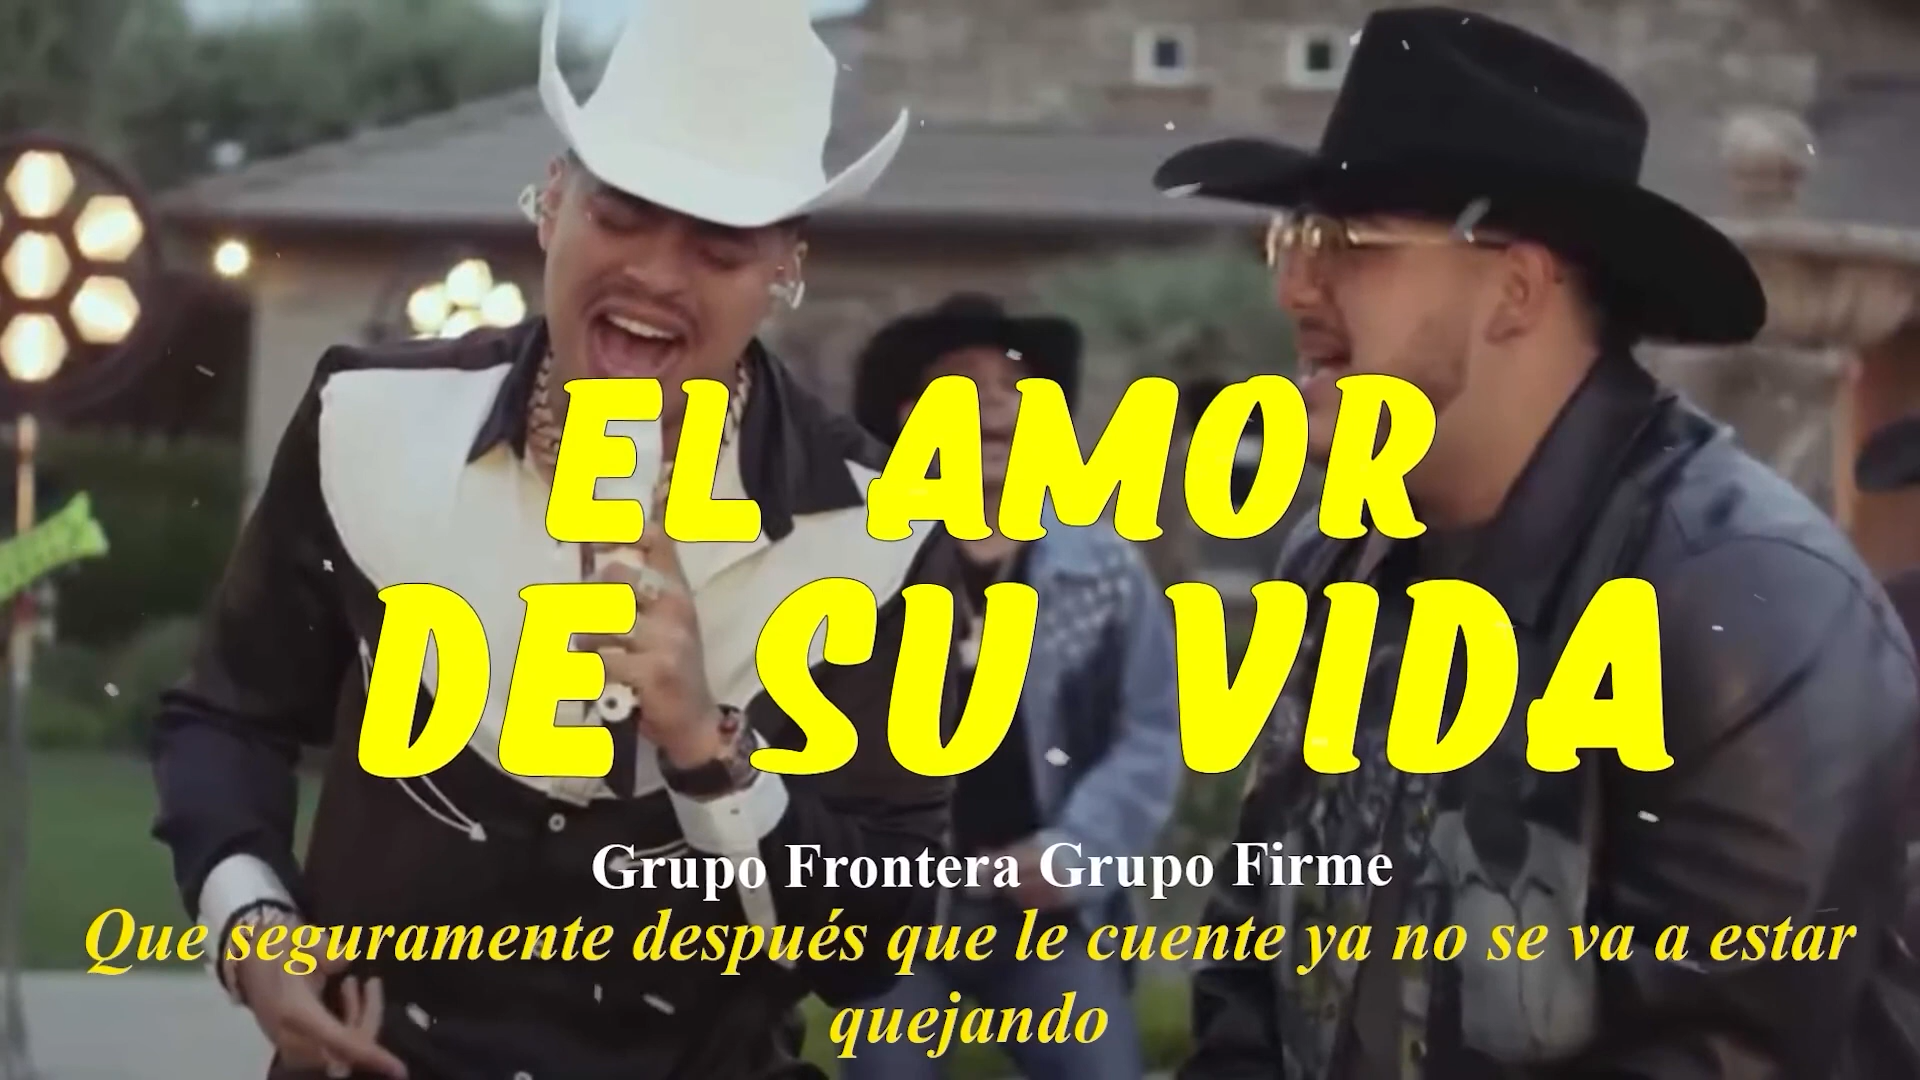 EL AMOR
DE SU VIDA
Grupo Frontera Grupo Firme
Que seguramente después que le cuente ya no se va a estar
quejando